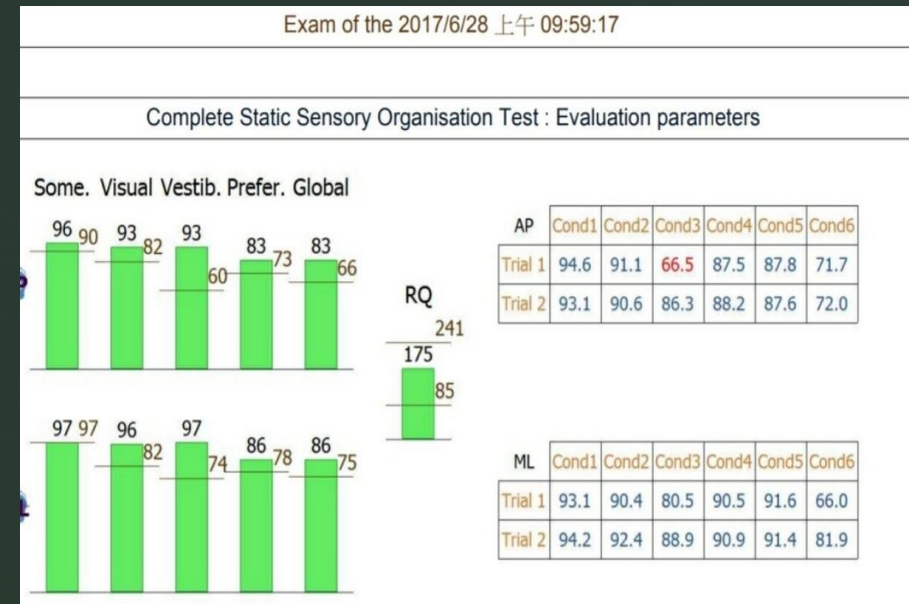 Exam of the 2017/6/28 上午 09:59:17
Complete Static Sensory Organisation Test : Evaluation parameters
Some. Visual Vestib. Prefer. Global
96 90 93 82 93 60 83 73 83 66
RQ
241
175
85
97 97 96 82 97 74 86 78 86 75
AP Cond1 Cond2 Cond3 Cond4 Cond5 Cond6
Trial 1 94.6 91.1 66.5 87.5 87.8 71.7
Trial 2 93.1 90.6 86.3 88.2 87.6 72.0
ML Cond1 Cond2 Cond3 Cond4 Cond5 Cond6
Trial 1 93.1 90.4 80.5 90.5 91.6 66.0
Trial 2 94.2 92.4 88.9 90.9 91.4 81.9